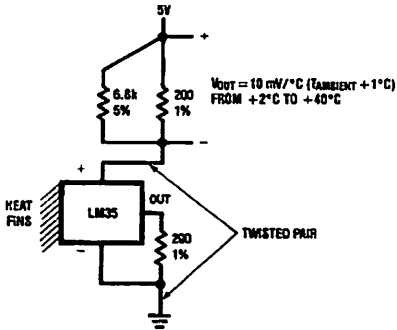 5V
+
6.8k
5%
200
1%
VOUT = 10 mV/°C (TAMBIENT + 1°C)
FROM + 2°C TO + 40°C
−
+
HEAT
FINS
LM35
OUT
−
200
1%
TWISTED PAIR